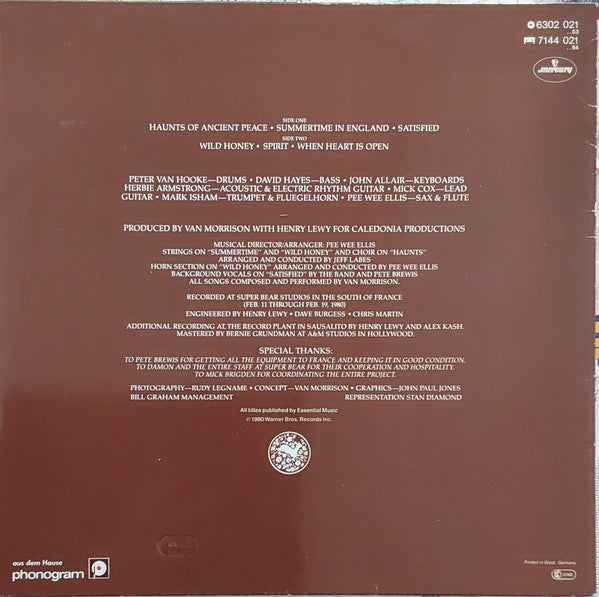 6302 021
..53
7144 021
..94
mercury
SIDE ONE
HAUNTS OF ANCIENT PEACE • SUMMERTIME IN ENGLAND • SATISFIED
SIDE TWO
WILD HONEY • SPIRIT • WHEN HEART IS OPEN
PETER VAN HOOKE—DRUMS • DAVID HAYES—BASS • JOHN ALLAIR—KEYBOARDS
HERBIE ARMSTRONG—ACOUSTIC & ELECTRIC RHYTHM GUITAR • MICK COX—LEAD
GUITAR • MARK ISHAM—TRUMPET & FLUEGELHORN • PEE WEE ELLIS—SAX & FLUTE
PRODUCED BY VAN MORRISON WITH HENRY LEWY FOR CALEDONIA PRODUCTIONS
MUSICAL DIRECTOR/ARRANGER: PEE WEE ELLIS
STRINGS ON "SUMMERTIME" AND "WILD HONEY" AND CHOIR ON "HAUNTS"
ARRANGED AND CONDUCTED BY JEFF LABES
HORN SECTION ON "WILD HONEY" ARRANGED AND CONDUCTED BY PEE WEE ELLIS
BACKGROUND VOCALS ON "SATISFIED" BY THE BAND AND PETE BREWIS
ALL SONGS COMPOSED AND PERFORMED BY VAN MORRISON.
RECORDED AT SUPER BEAR STUDIOS IN THE SOUTH OF FRANCE
(FEB. 11 THROUGH FEB. 19, 1980)
ENGINEERED BY HENRY LEWY • DAVE BURGESS • CHRIS MARTIN
ADDITIONAL RECORDING AT THE RECORD PLANT IN SAUSALITO BY HENRY LEWY AND ALEX KASH.
MASTERED BY BERNIE GRUNDMAN AT A&M STUDIOS IN HOLLYWOOD.
SPECIAL THANKS:
TO PETE BREWIS FOR GETTING ALL THE EQUIPMENT TO FRANCE AND KEEPING IT IN GOOD CONDITION,
TO DAMON AND THE ENTIRE STAFF AT SUPER BEAR FOR THEIR COOPERATION AND HOSPITALITY,
TO MICK BRIGDEN FOR COORDINATING THE ENTIRE PROJECT.
PHOTOGRAPHY—RUDY LEGNAME • CONCEPT—VAN MORRISON • GRAPHICS—JOHN PAUL JONES
BILL GRAHAM MANAGEMENT REPRESENTATION STAN DIAMOND
All titles published by Essential Music
℗ 1980 Warner Bros. Records Inc.
aus dem Hause
phonogram
Printed in West Germany